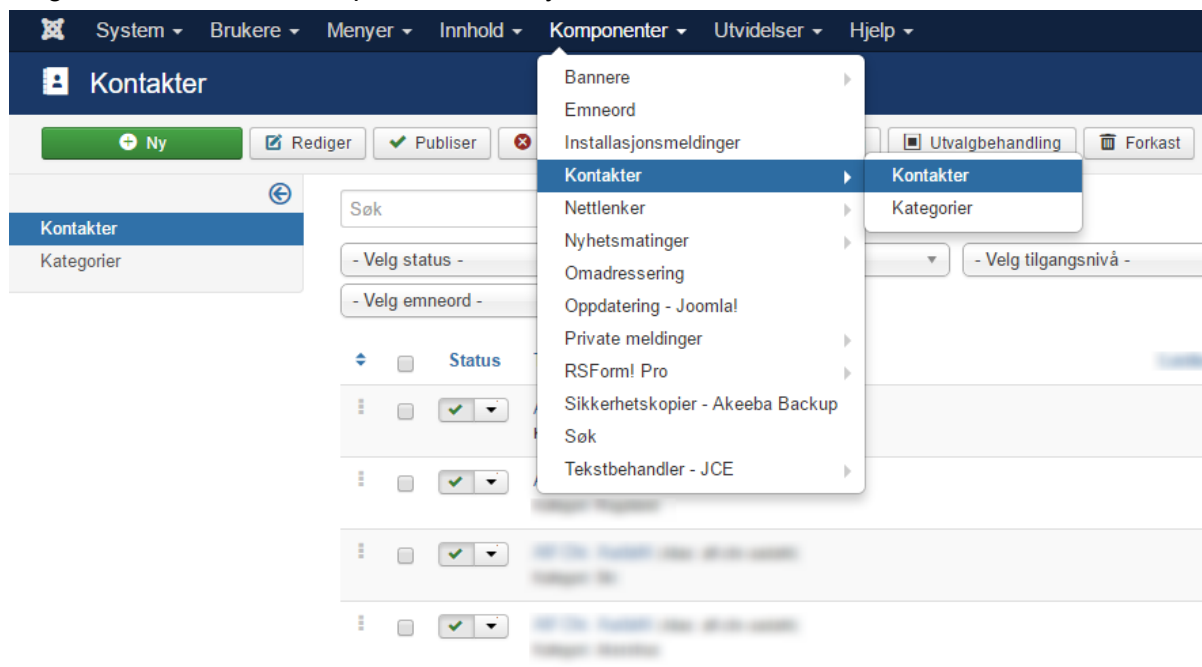 System Brukere Menyer Innhold Komponenter Utvidelser Hjelp
Kontakter
Ny Rediger Publiser Utvalgbehandling Forkast
Kontakter
Kategorier
Søk
- Velg status -
- Velg tilgangsnivå -
- Velg emneord -
Status
Bannere
Emneord
Installasjonsmeldinger
Kontakter
Nettlenker
Nyhetsmatinger
Omadressering
Oppdatering - Joomla!
Private meldinger
RSForm! Pro
Sikkerhetskopier - Akeeba Backup
Søk
Tekstbehandler - JCE
Kontakter
Kategorier